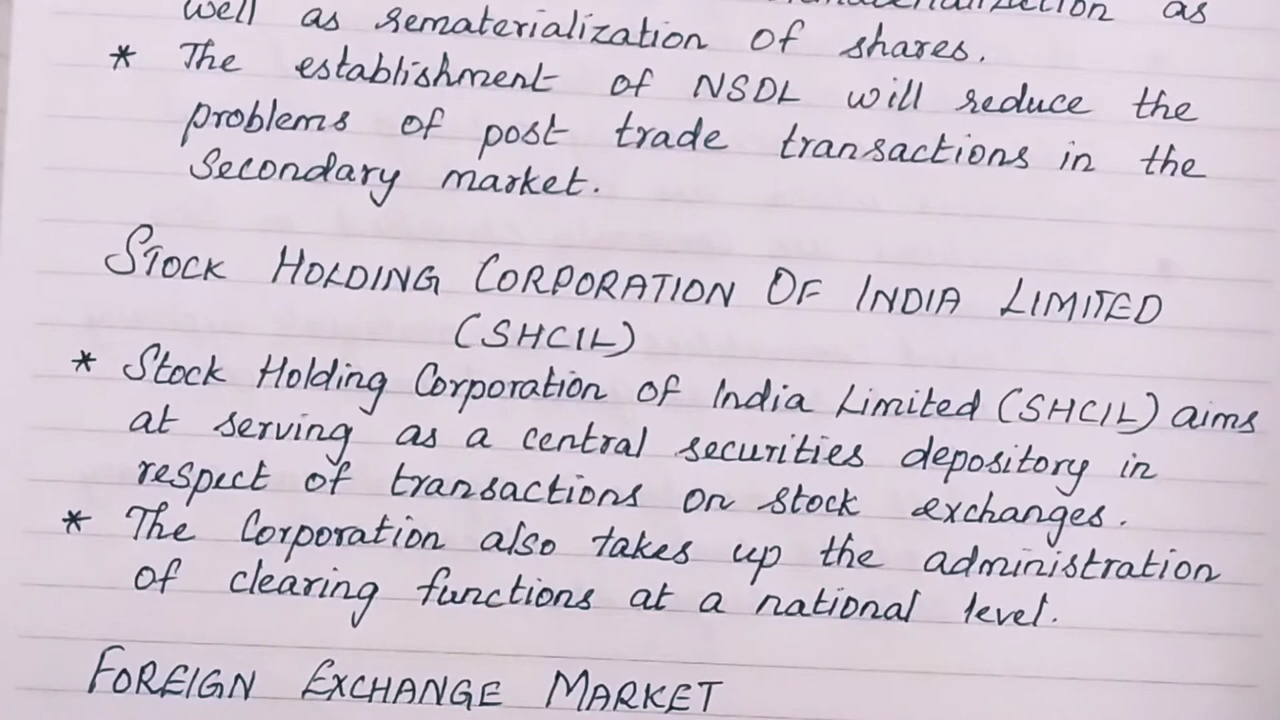 well as rematerialization of shares.
* The establishment of NSDL will reduce the
problems of post trade transactions in the
Secondary market.
STOCK HOLDING CORPORATION OF INDIA LIMITED
(SHCIL)
* Stock Holding Corporation of India Limited (SHCIL) aims
at serving as a central securities depository in
respect of transactions on stock exchanges.
* The Corporation also takes up the administration
of clearing functions at a national level.
FOREIGN EXCHANGE MARKET